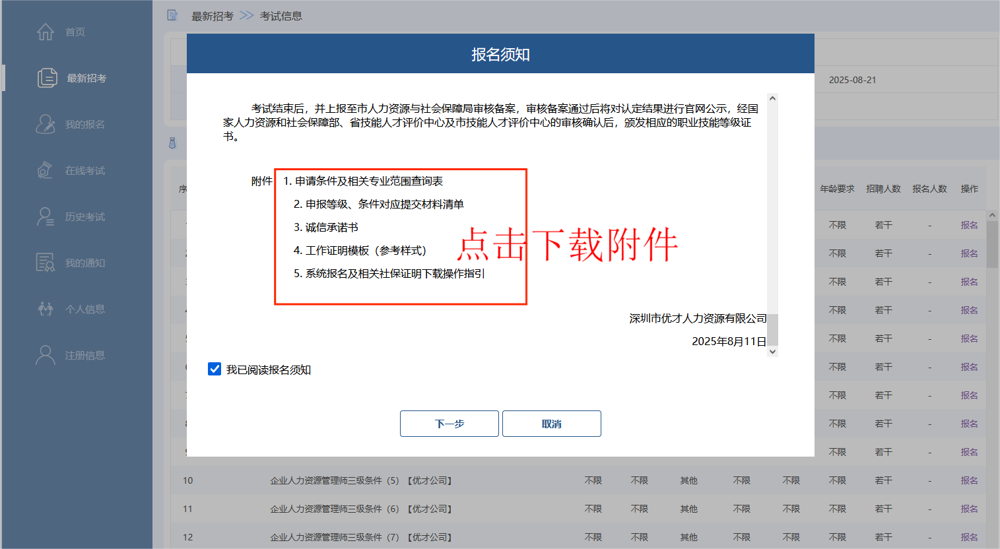 最新招考 >> 考试信息
首页
最新招考
我的报名
在线考试
历史考试
我的通知
个人信息
注册信息
报名须知
2025-08-21
考试结束后，并上报至市人力资源与社会保障局审核备案，审核备案通过后将对认定结果进行官网公示，经国
家人力资源和社会保障部、省技能人才评价中心及市技能人才评价中心的审核确认后，颁发相应的职业技能等级证
书。
附件 1. 申请条件及相关专业范围查询表
2. 申报等级、条件对应提交材料清单
3. 诚信承诺书
4. 工作证明模板（参考样式）
5. 系统报名及相关社保证明下载操作指引
点击下载附件
深圳市优才人力资源有限公司
2025年8月11日
我已阅读报名须知
下一步 取消
序 年龄要求 招聘人数 报名人数 操作
不限 若干 - 报名
不限 若干 - 报名
不限 若干 - 报名
不限 若干 - 报名
不限 若干 - 报名
不限 若干 - 报名
不限 若干 - 报名
不限 若干 - 报名
不限 若干 - 报名
10 企业人力资源管理师三级条件（5）【优才公司】 不限 不限 其他 不限 不限 不限 若干 - 报名
11 企业人力资源管理师三级条件（6）【优才公司】 不限 不限 其他 不限 不限 不限 若干 - 报名
12 企业人力资源管理师三级条件（7）【优才公司】 不限 不限 其他 不限 不限 不限 若干 - 报名